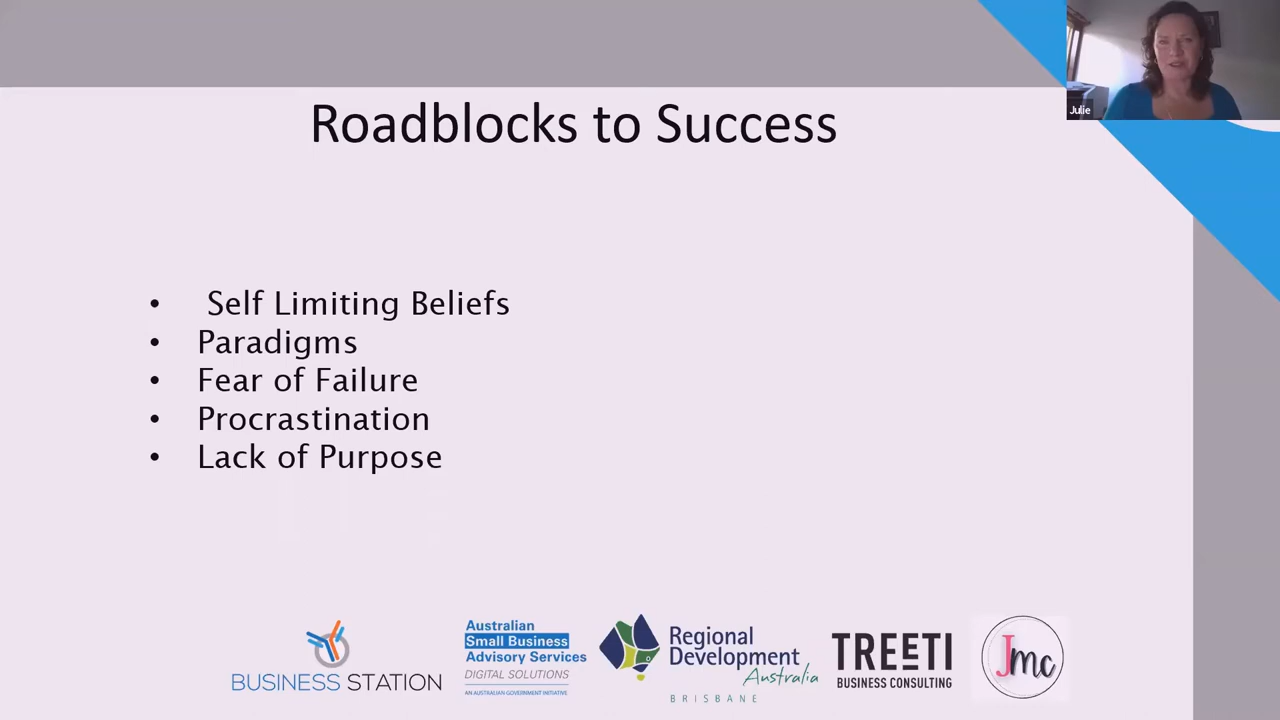 Julie
Roadblocks to Success
• Self Limiting Beliefs
• Paradigms
• Fear of Failure
• Procrastination
• Lack of Purpose
BUSINESS STATION
Australian
Small Business
Advisory Services
DIGITAL SOLUTIONS
AN AUSTRALIAN GOVERNMENT INITIATIVE
Regional
Development
Australia
BRISBANE
TREETI
BUSINESS CONSULTING
Jmc